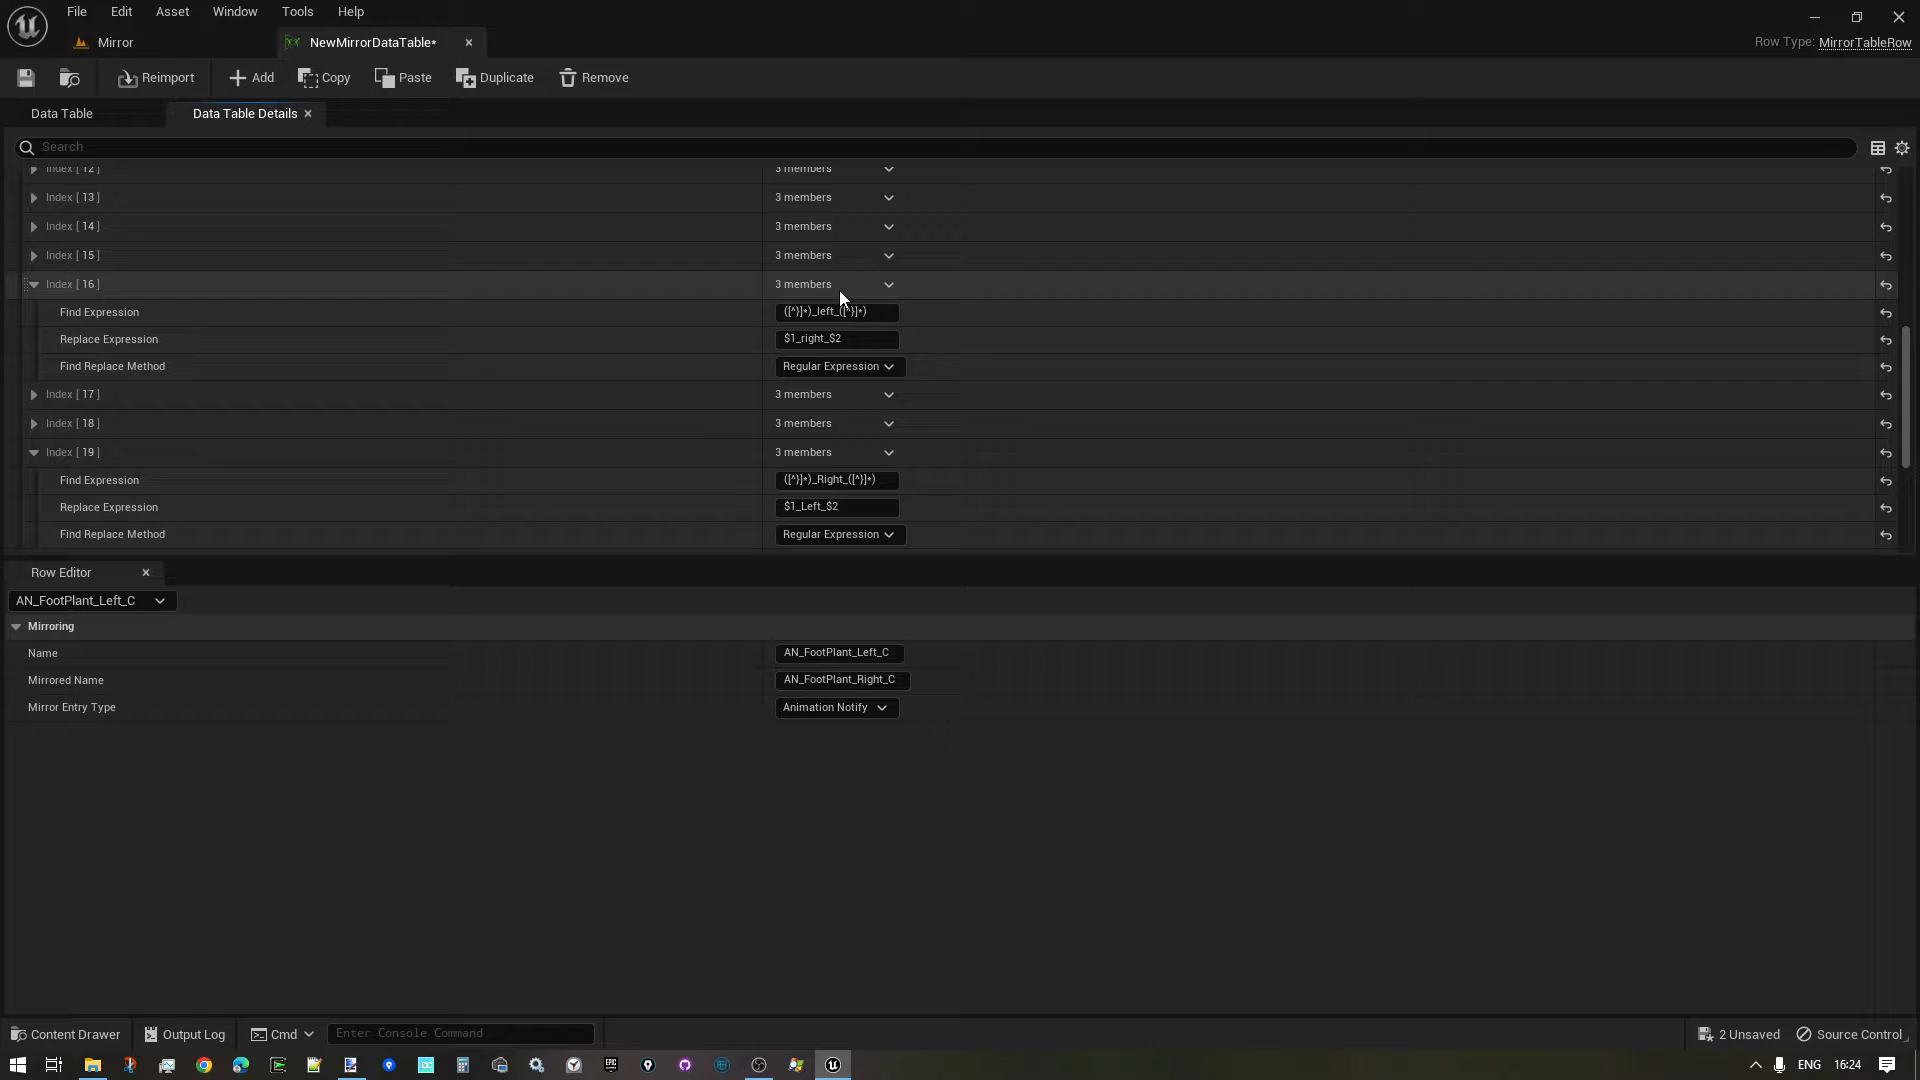 File Edit Asset Window Tools Help
Mirror NewMirrorDataTable*
Row Type: MirrorTableRow
Reimport Add Copy Paste Duplicate Remove
Data Table Data Table Details
Search
Index [ 12 ] 3 members
Index [ 13 ] 3 members
Index [ 14 ] 3 members
Index [ 15 ] 3 members
Index [ 16 ] 3 members
Find Expression ([^}]*)_left_([^}]*)
Replace Expression $1_right_$2
Find Replace Method Regular Expression
Index [ 17 ] 3 members
Index [ 18 ] 3 members
Index [ 19 ] 3 members
Find Expression ([^}]*)_Right_([^}]*)
Replace Expression $1_Left_$2
Find Replace Method Regular Expression
Row Editor
AN_FootPlant_Left_C
Mirroring
Name AN_FootPlant_Left_C
Mirrored Name AN_FootPlant_Right_C
Mirror Entry Type Animation Notify
Content Drawer Output Log Cmd Enter Console Command 2 Unsaved Source Control
ENG 16:24